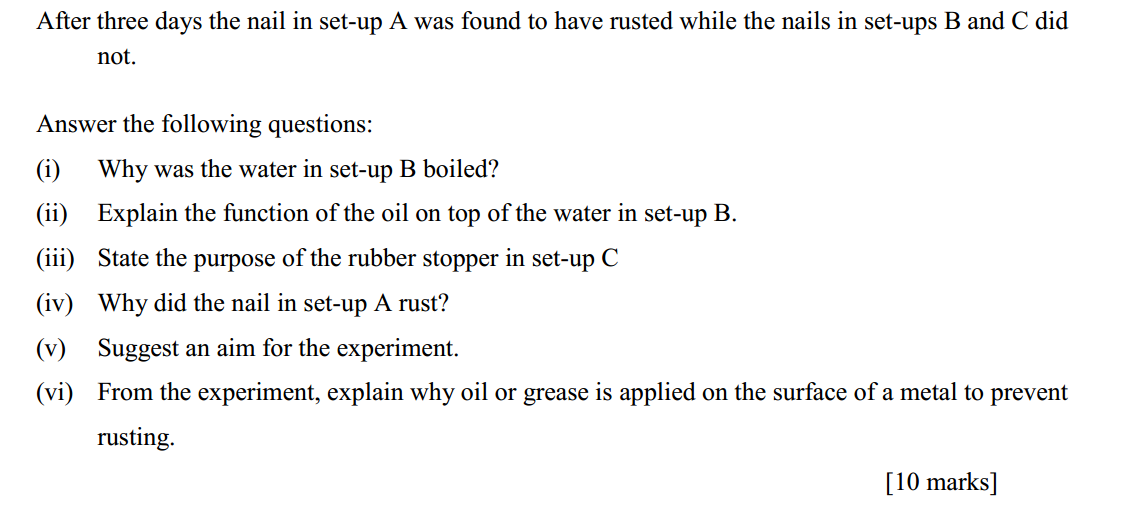 After three days the nail in set-up A was found to have rusted while the nails in set-ups B and C did
not.
Answer the following questions:
(i) Why was the water in set-up B boiled?
(ii) Explain the function of the oil on top of the water in set-up B.
(iii) State the purpose of the rubber stopper in set-up C
(iv) Why did the nail in set-up A rust?
(v) Suggest an aim for the experiment.
(vi) From the experiment, explain why oil or grease is applied on the surface of a metal to prevent
rusting.
[10 marks]